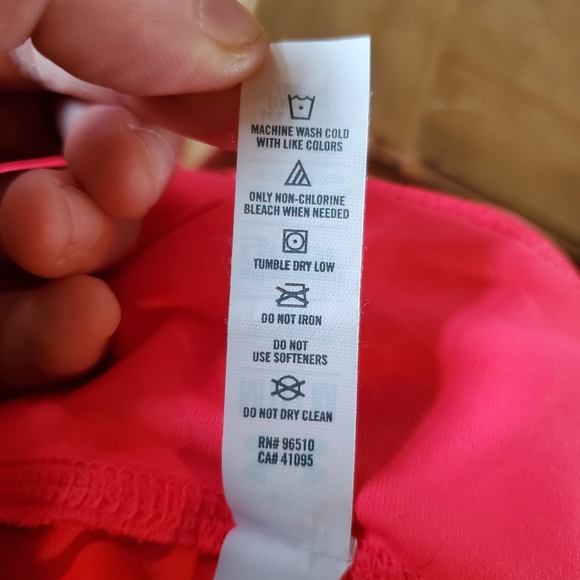 MACHINE WASH COLD
WITH LIKE COLORS
ONLY NON-CHLORINE
BLEACH WHEN NEEDED
TUMBLE DRY LOW
DO NOT IRON
DO NOT
USE SOFTENERS
DO NOT DRY CLEAN
RN# 96510
CA# 41095